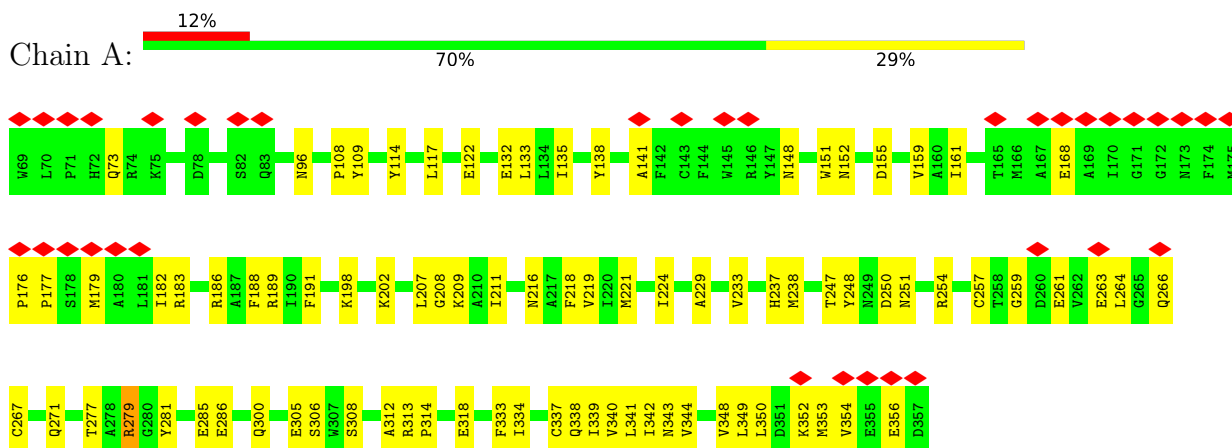 12%
Chain A:
70% 29%
W69 L70 P71 H72 Q73 R74 K75 D78 S82 Q83 N96 P108 Y109 Y114 L117 E122 E132 L133 L134 I135 Y138 A141 F142 C143 F144 W145 R146 Y147 N148 W151 N152 D155 V159 A160 I161 T165 M166 A167 E168 A169 I170 G171 G172 N173 F174 M175
P176 P177 S178 M179 A180 L181 I182 R183 R186 A187 F188 R189 I190 F191 K198 K202 L207 G208 K209 A210 I211 N216 A217 F218 V219 I220 M221 I224 A229 V233 H237 M238 T247 Y248 N249 D250 N251 R254 C257 T258 G259 D260 E261 V262 E263 L264 G265 Q266
C267 Q271 T277 A278 R279 G280 Y281 E285 E286 Q300 E305 S306 W307 S308 A312 R313 P314 E318 F333 I334 C337 Q338 I339 V340 L341 I342 N343 V344 V348 L349 L350 D351 K352 M353 V354 E355 E356 D357